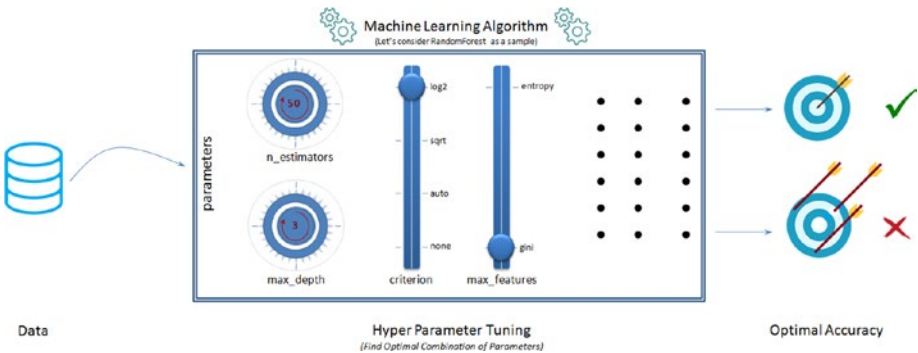 Machine Learning Algorithm
(Let's consider RandomForest as a sample)
parameters
50
n_estimators
3
max_depth
log2
sqrt
auto
none
criterion
entropy
gini
max_features
Data
Hyper Parameter Tuning
(Find Optimal Combination of Parameters)
Optimal Accuracy